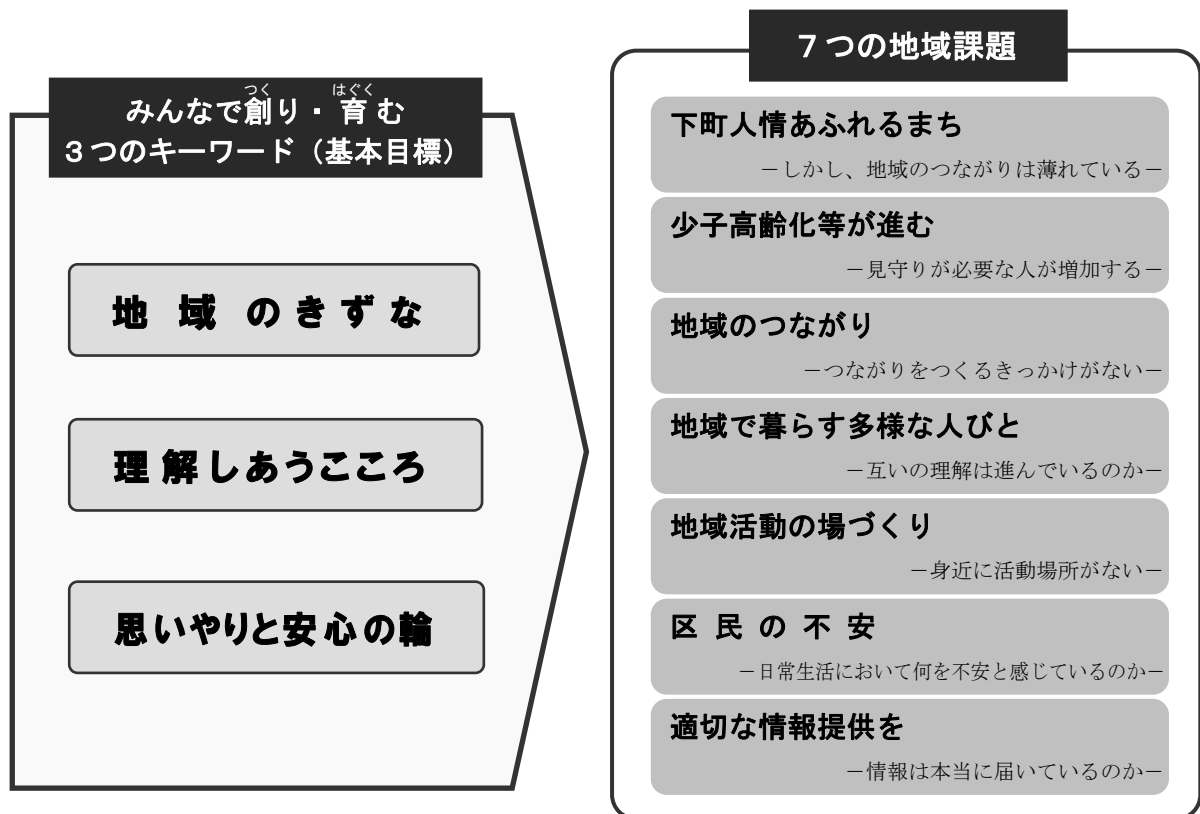 みんなで創り・育む
つく はぐく
3つのキーワード（基本目標）
地域のきずな
理解しあうこころ
思いやりと安心の輪
7つの地域課題
下町人情あふれるまち
－しかし、地域のつながりは薄れている－
少子高齢化等が進む
－見守りが必要な人が増加する－
地域のつながり
－つながりをつくるきっかけがない－
地域で暮らす多様な人びと
－互いの理解は進んでいるのか－
地域活動の場づくり
－身近に活動場所がない－
区民の不安
－日常生活において何を不安と感じているのか－
適切な情報提供を
－情報は本当に届いているのか－